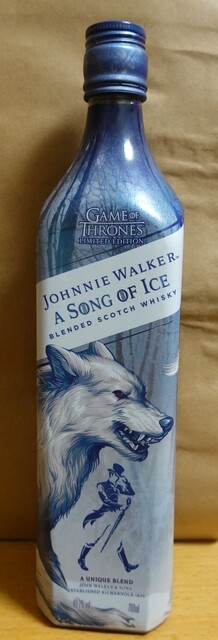 GAME OF
THRONES
LIMITED EDITION
JOHNNIE WALKER
A SONG OF ICE
BLENDED SCOTCH WHISKY
A UNIQUE BLEND
JOHN WALKER & SONS
ESTABLISHED KILMARNOCK 1820